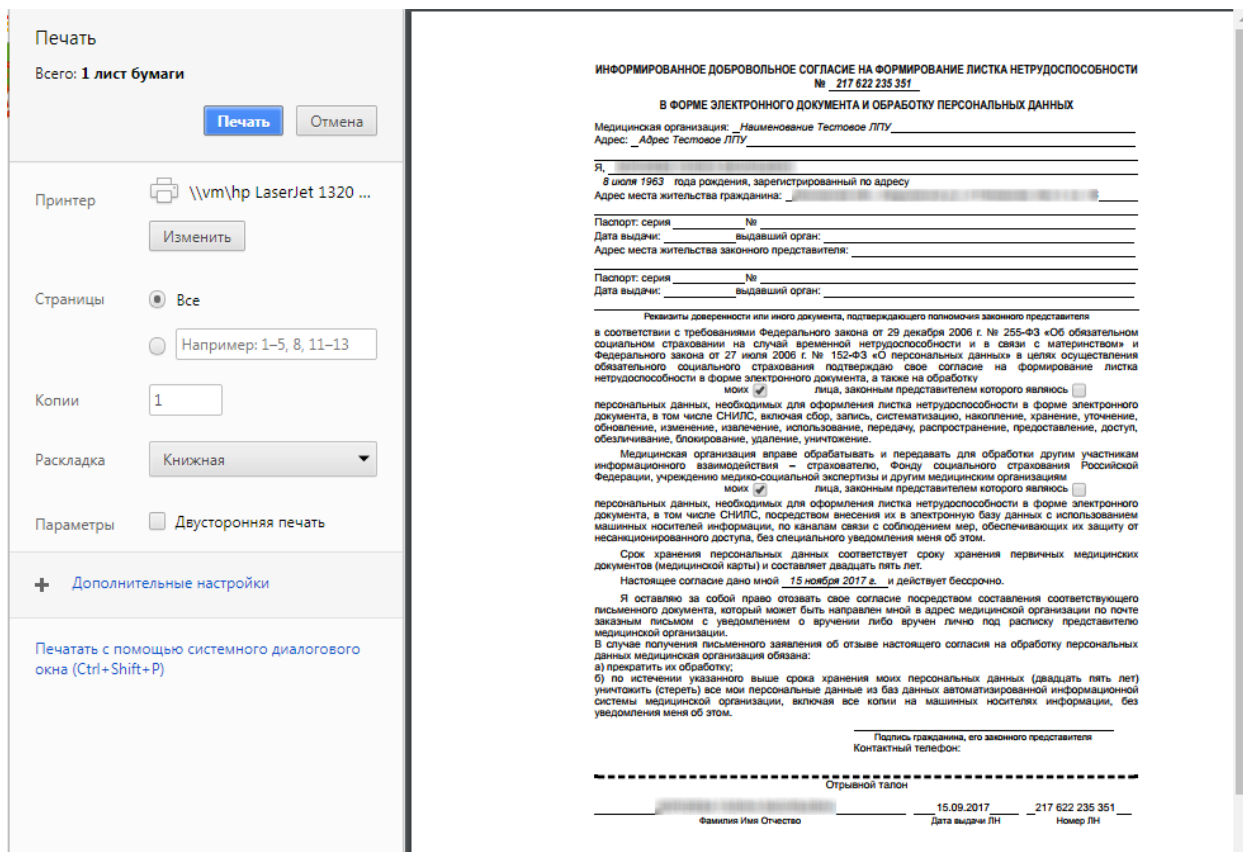 Печать
Всего: 1 лист бумаги
Печать
Отмена
Принтер
\\vm\hp LaserJet 1320 ...
Изменить
Страницы
Все
Например: 1–5, 8, 11–13
Копии
1
Раскладка
Книжная
Параметры
Двусторонняя печать
Дополнительные настройки
Печатать с помощью системного диалогового
окна (Ctrl+Shift+P)
ИНФОРМИРОВАННОЕ ДОБРОВОЛЬНОЕ СОГЛАСИЕ НА ФОРМИРОВАНИЕ ЛИСТКА НЕТРУДОСПОСОБНОСТИ
№ 217 622 235 351
В ФОРМЕ ЭЛЕКТРОННОГО ДОКУМЕНТА И ОБРАБОТКУ ПЕРСОНАЛЬНЫХ ДАННЫХ
Медицинская организация: Наименование Тестовое ЛПУ
Адрес: Адрес Тестовое ЛПУ
Я,
8 июля 1963 года рождения, зарегистрированный по адресу
Адрес места жительства гражданина:
Паспорт: серия № 
Дата выдачи: выдавший орган:
Адрес места жительства законного представителя:
Паспорт: серия №
Дата выдачи: выдавший орган:
Реквизиты доверенности или иного документа, подтверждающего полномочия законного представителя
в соответствии с требованиями Федерального закона от 29 декабря 2006 г. № 255-ФЗ «Об обязательном
социальном страховании на случай временной нетрудоспособности и в связи с материнством» и
Федерального закона от 27 июля 2006 г. № 152-ФЗ «О персональных данных» в целях осуществления
обязательного социального страхования подтверждаю свое согласие на формирование листка
нетрудоспособности в форме электронного документа, а также на обработку
моих лица, законным представителем которого являюсь
персональных данных, необходимых для оформления листка нетрудоспособности в форме электронного
документа, в том числе СНИЛС, включая сбор, запись, систематизацию, накопление, хранение, уточнение,
обновление, изменение, извлечение, использование, передачу, распространение, предоставление, доступ,
обезличивание, блокирование, удаление, уничтожение.
Медицинская организация вправе обрабатывать и передавать для обработки другим участникам
информационного взаимодействия – страхователю, Фонду социального страхования Российской
Федерации, учреждению медико-социальной экспертизы и другим медицинским организациям
моих лица, законным представителем которого являюсь
персональных данных, необходимых для оформления листка нетрудоспособности в форме электронного
документа, в том числе СНИЛС, посредством внесения их в электронную базу данных с использованием
машинных носителей информации, по каналам связи с соблюдением мер, обеспечивающих их защиту от
несанкционированного доступа, без специального уведомления меня об этом.
Срок хранения персональных данных соответствует сроку хранения первичных медицинских
документов (медицинской карты) и составляет двадцать пять лет.
Настоящее согласие дано мной 15 ноября 2017 г. и действует бессрочно.
Я оставляю за собой право отозвать свое согласие посредством составления соответствующего
письменного документа, который может быть направлен мной в адрес медицинской организации по почте
заказным письмом с уведомлением о вручении либо вручен лично под расписку представителю
медицинской организации.
В случае получения письменного заявления об отзыве настоящего согласия на обработку персональных
данных медицинская организация обязана:
а) прекратить их обработку;
б) по истечении указанного выше срока хранения моих персональных данных (двадцать пять лет)
уничтожить (стереть) все мои персональные данные из баз данных автоматизированной информационной
системы медицинской организации, включая все копии на машинных носителях информации, без
уведомления меня об этом.
Подпись гражданина, его законного представителя
Контактный телефон:
Отрывной талон
15.09.2017 217 622 235 351
Фамилия Имя Отчество Дата выдачи ЛН Номер ЛН